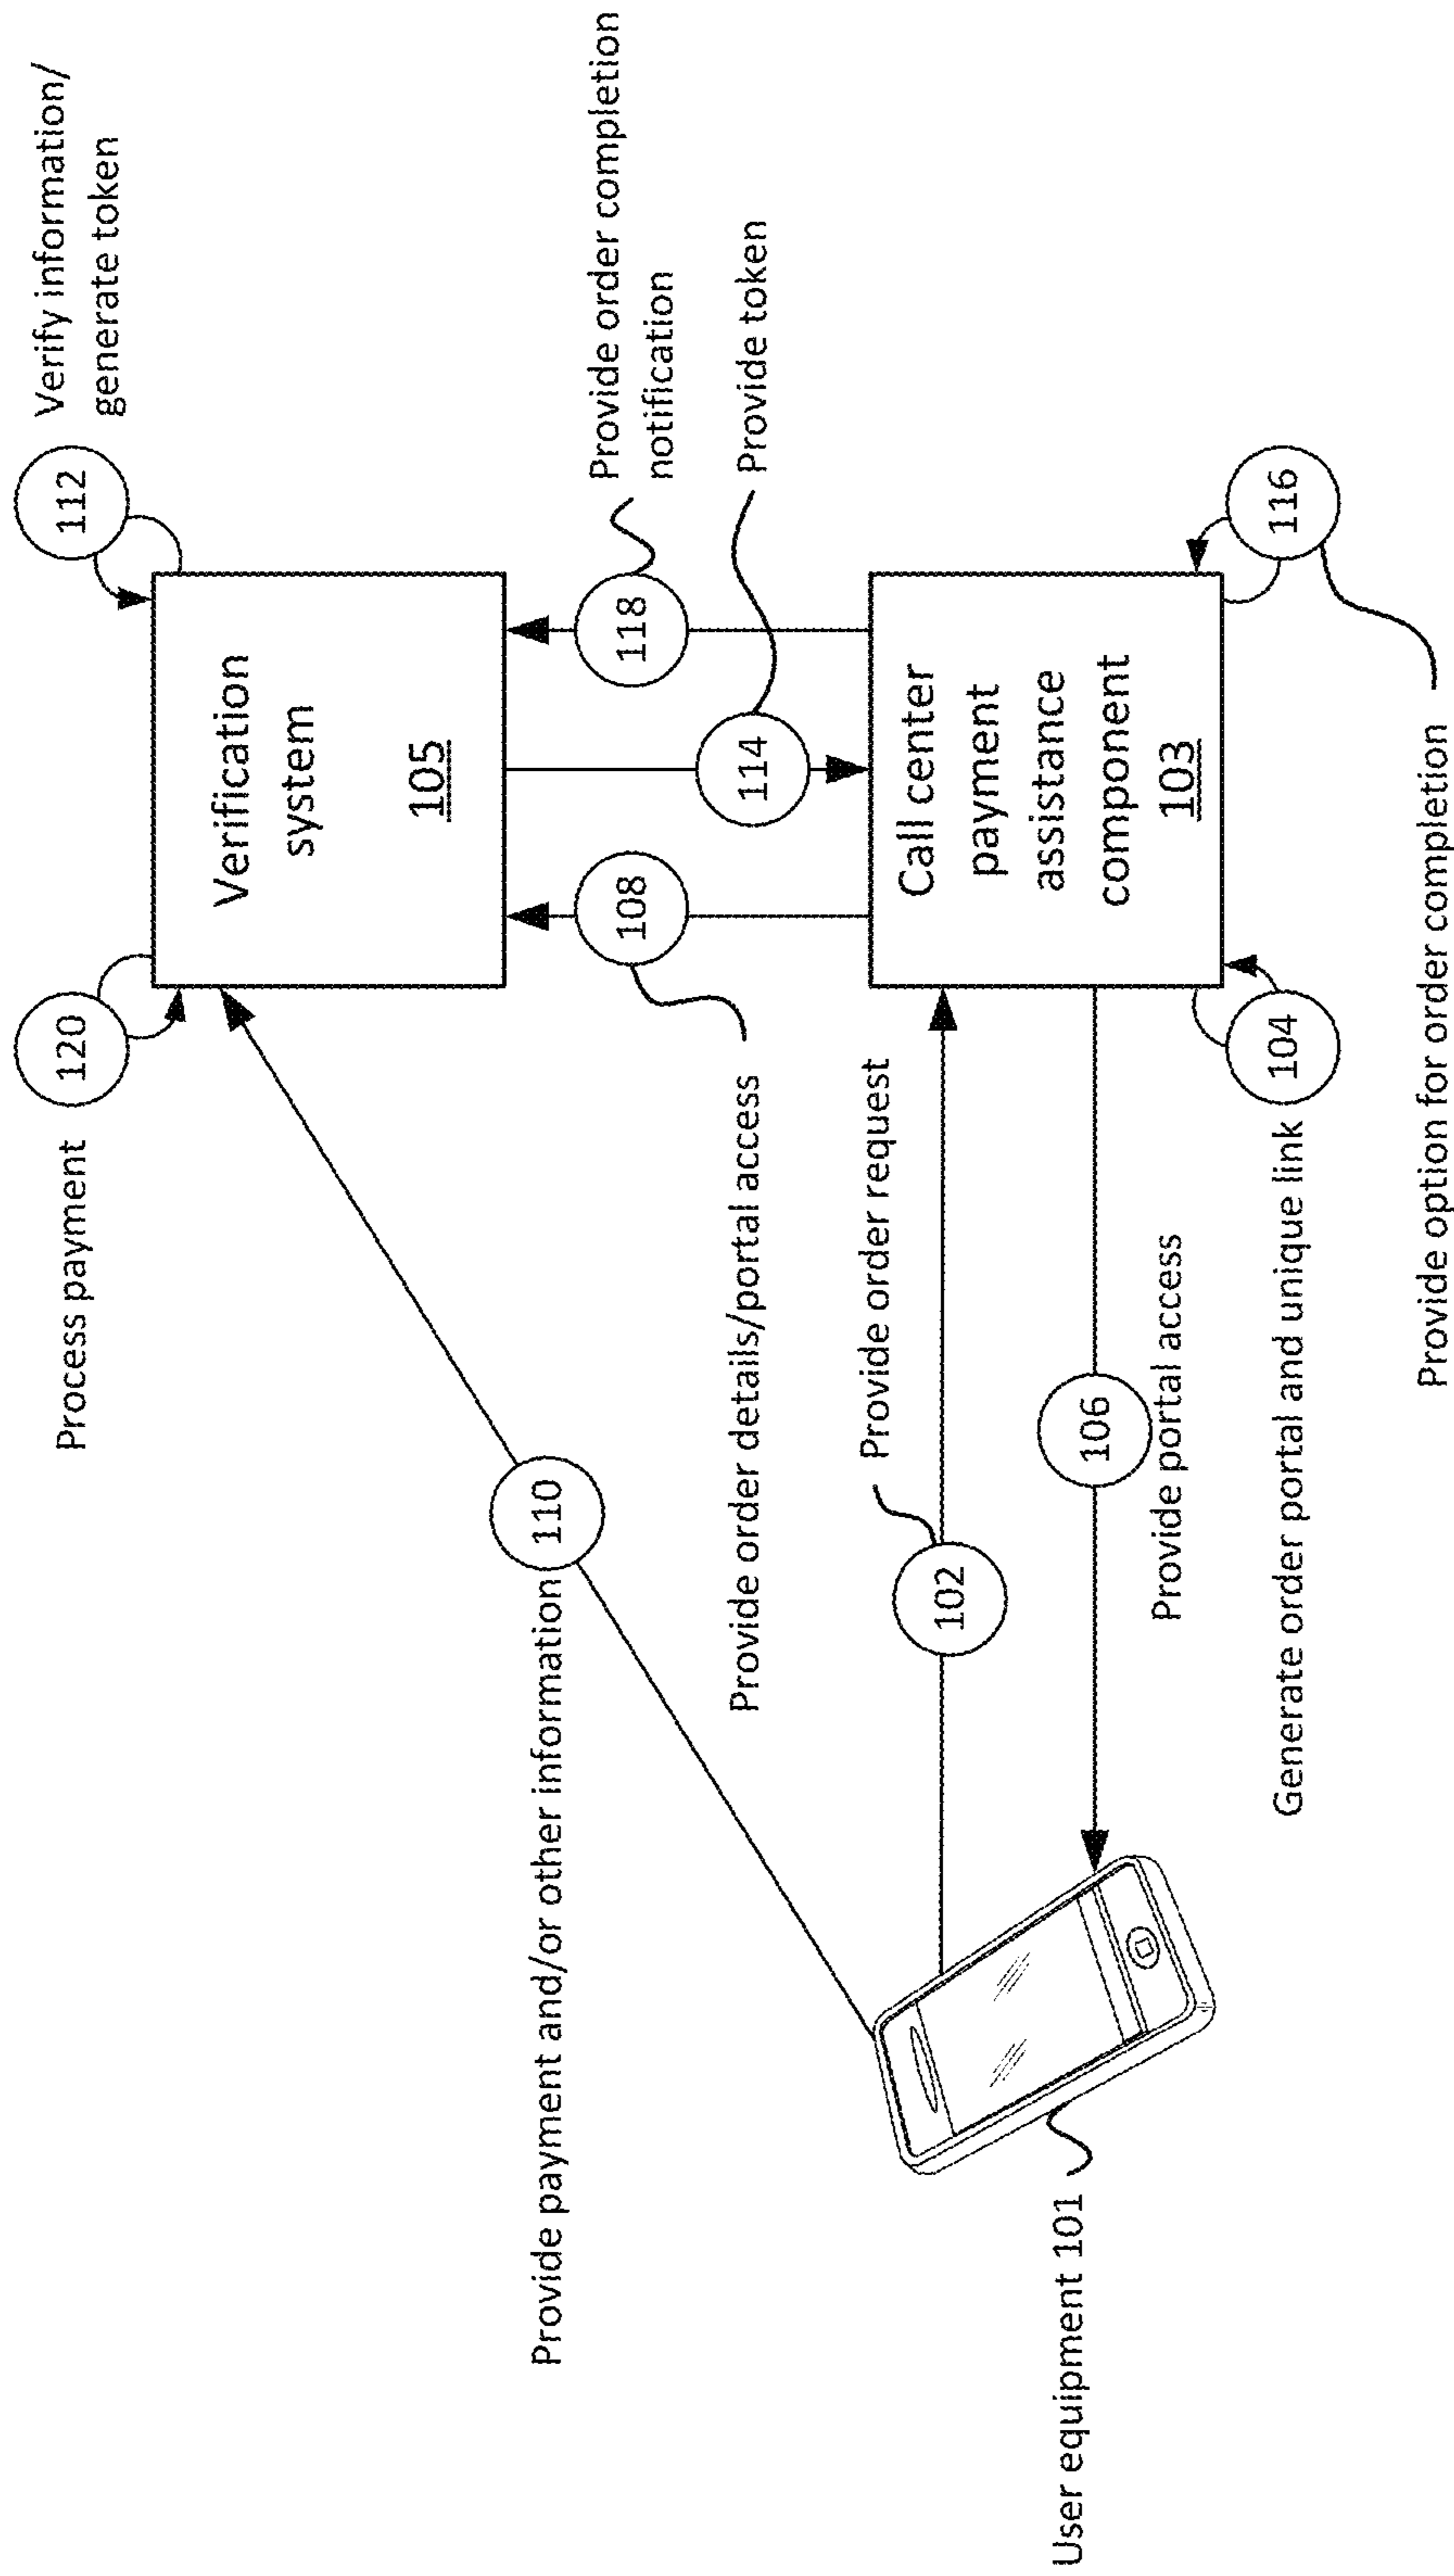 Process payment
120
112
Verify information/
generate token
Verification
system
105
Provide payment and/or other information
110
108
118
Provide order completion
notification
Provide order details/portal access
114
Provide token
Provide order request
102
Call center
payment
assistance
component
103
106
Provide portal access
User equipment 101
Generate order portal and unique link
104
116
Provide option for order completion